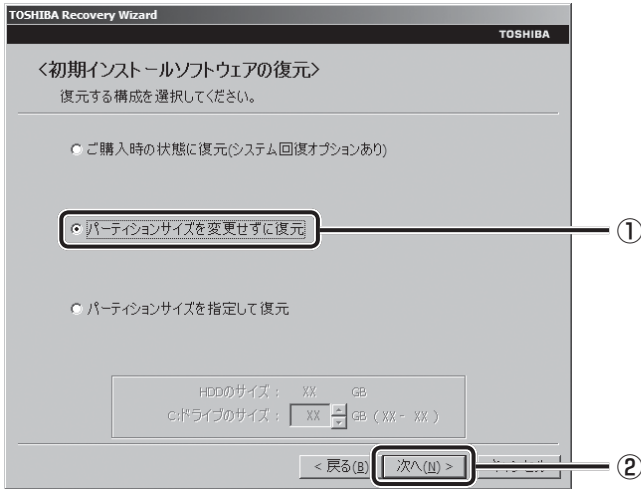 TOSHIBA Recovery Wizard
TOSHIBA
<初期インストールソフトウェアの復元>
復元する構成を選択してください。
ご購入時の状態に復元(システム回復オプションあり)
パーティションサイズを変更せずに復元
①
パーティションサイズを指定して復元
HDDのサイズ： XX GB
C:ドライブのサイズ： XX GB ( XX - XX )
< 戻る(B)
次へ(N) >
②